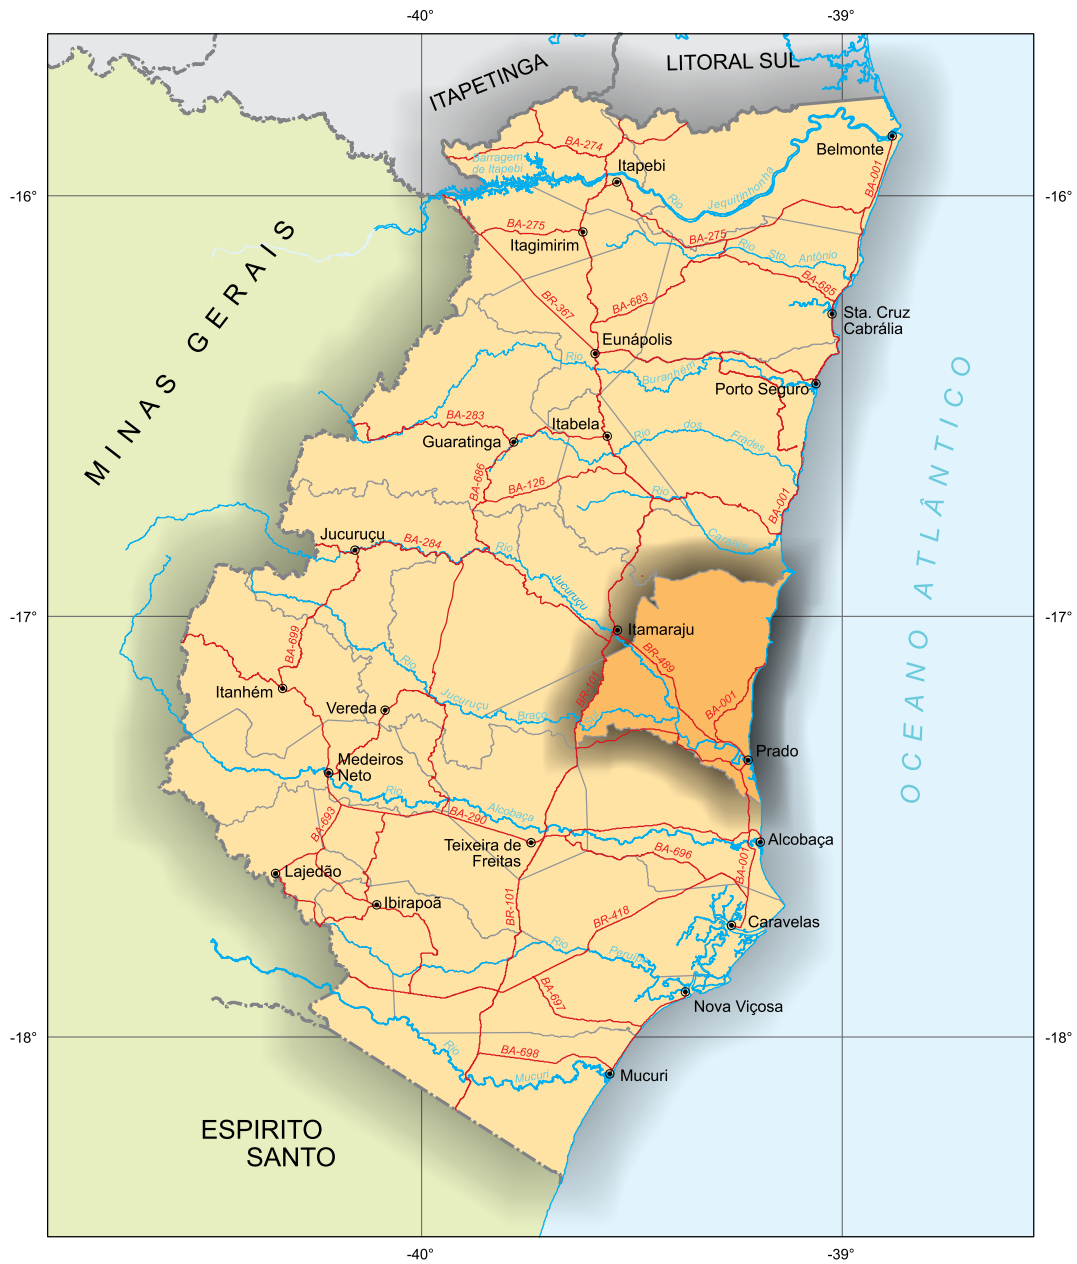 -40°
-39°
ITAPETINGA
LITORAL SUL
BA-274
Belmonte
Barragem
de Itapebi
Itapebi
BA-001
-16°
-16°
Rio
Jequitinhonha
BA-275
Itagimirim
BA-275
Rio
Sto.
Antônio
BA-685
MINAS GERAIS
BR-367
BA-683
Sta. Cruz
Cabrália
Eunápolis
Rio
Buranhém
Porto Seguro
BA-283
Guaratinga
Itabela
Rio
dos
Frades
BA-686
BA-126
Rio
BA-001
Jucuruçu
BA-284
Rio
OCEANO ATLÂNTICO
Jucuruçu
-17°
-17°
Itamaraju
BA-699
Rio
BR-489
Itanhém
BR-101
Vereda
Jucuruçu
Braço
BA-001
Prado
Medeiros
Neto
Rio
Alcobaça
BA-693
BA-290
Teixeira de
Freitas
Alcobaça
BA-696
BA-001
Lajedão
Ibirapoã
BR-101
BR-418
Caravelas
Rio
Peruípe
BA-697
Nova Viçosa
-18°
-18°
Rio
BA-698
Mucuri
Mucuri
ESPIRITO
SANTO
-40°
-39°